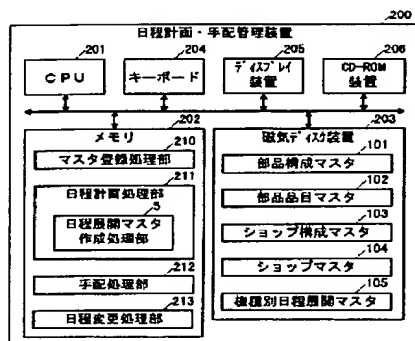 200
日程計画・手配管理装置
201
204
205
206
CPU
キーボード
ディスプレイ
装置
CD-ROM
装置
メモリ
202
210
マスタ登録処理部
211
日程計画処理部
5
日程展開マスタ
作成処理部
212
手配処理部
213
日程変更処理部
磁気ディスク装置
203
101
部品構成マスタ
102
部品品目マスタ
103
ショップ構成マスタ
104
ショップマスタ
105
機種別日程展開マスタ